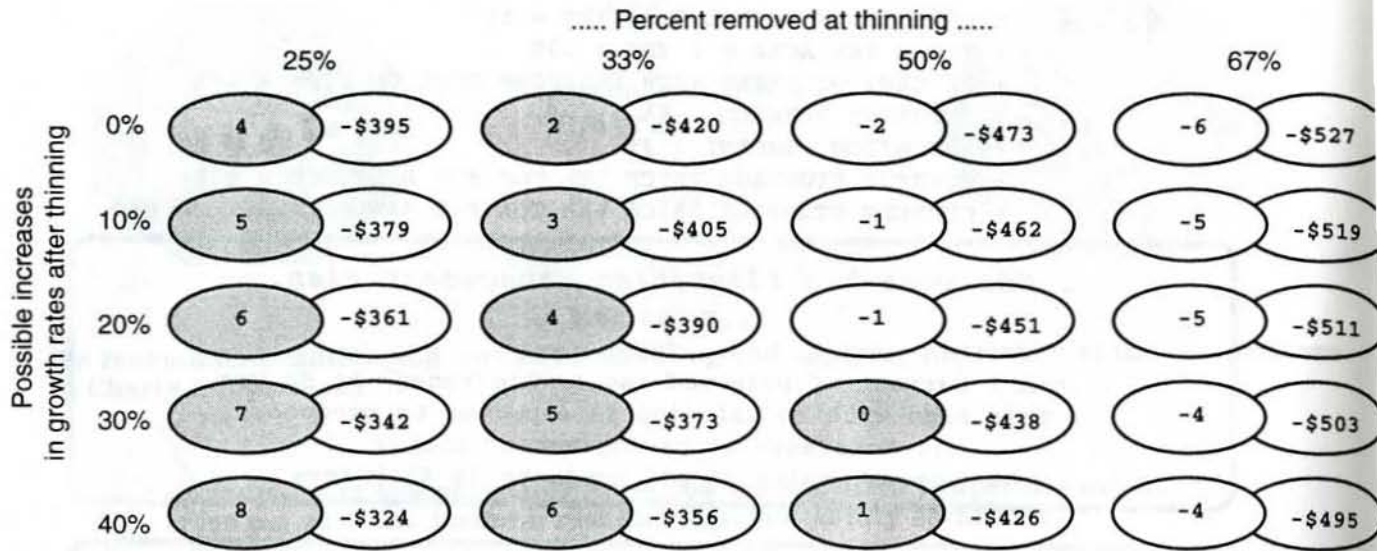 ..... Percent removed at thinning .....
25% 33% 50% 67%
Possible increases
in growth rates after thinning
0% 4 -$395 2 -$420 -2 -$473 -6 -$527
10% 5 -$379 3 -$405 -1 -$462 -5 -$519
20% 6 -$361 4 -$390 -1 -$451 -5 -$511
30% 7 -$342 5 -$373 0 -$438 -4 -$503
40% 8 -$324 6 -$356 1 -$426 -4 -$495